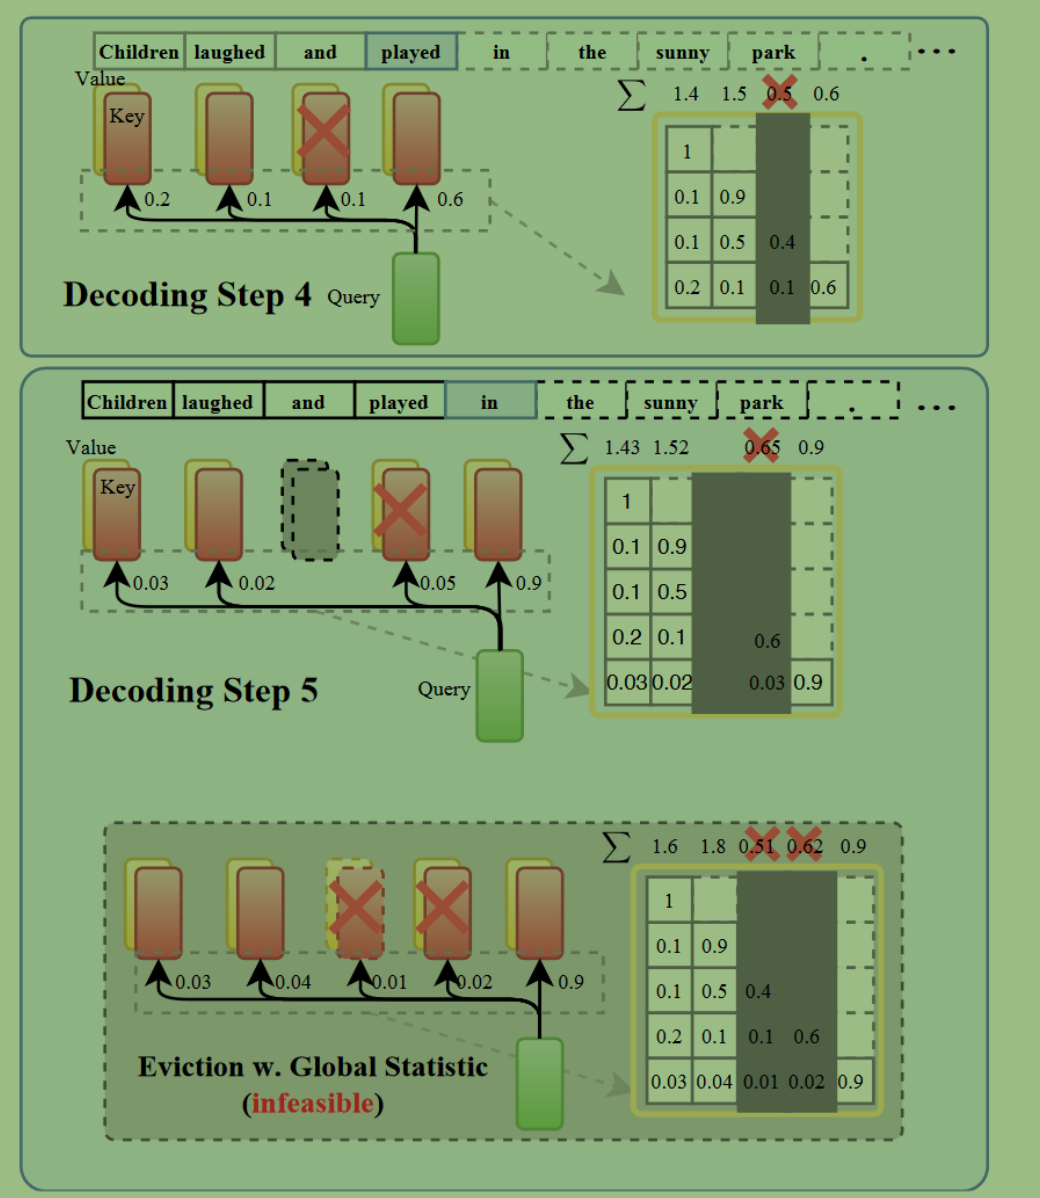 Children laughed and played in the sunny park . ...
Value
Key
∑ 1.4 1.5 0.5 0.6
1
0.1 0.9
0.1 0.5 0.4
0.2 0.1 0.1 0.6
0.2 0.1 0.1 0.6
Decoding Step 4 Query
Children laughed and played in the sunny park . ...
Value
Key
∑ 1.43 1.52 0.65 0.9
1
0.1 0.9
0.1 0.5
0.2 0.1 0.6
0.03 0.02 0.03 0.9
0.03 0.02 0.05 0.9
Decoding Step 5 Query
∑ 1.6 1.8 0.51 0.62 0.9
1
0.1 0.9
0.1 0.5 0.4
0.2 0.1 0.1 0.6
0.03 0.04 0.01 0.02 0.9
0.03 0.04 0.01 0.02 0.9
Eviction w. Global Statistic
(infeasible)